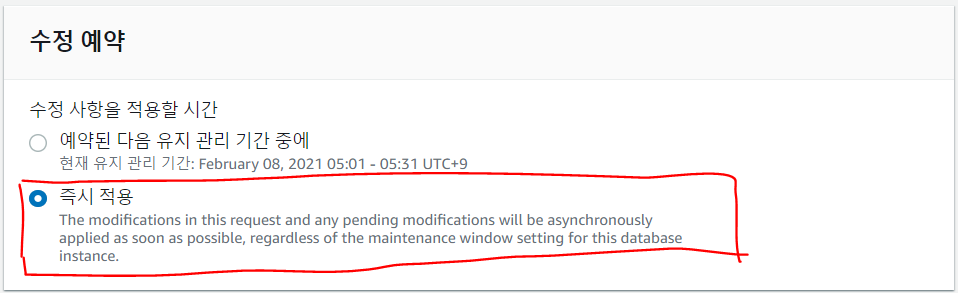 수정 예약
수정 사항을 적용할 시간
예약된 다음 유지 관리 기간 중에
현재 유지 관리 기간: February 08, 2021 05:01 - 05:31 UTC+9
즉시 적용
The modifications in this request and any pending modifications will be asynchronously
applied as soon as possible, regardless of the maintenance window setting for this database
instance.